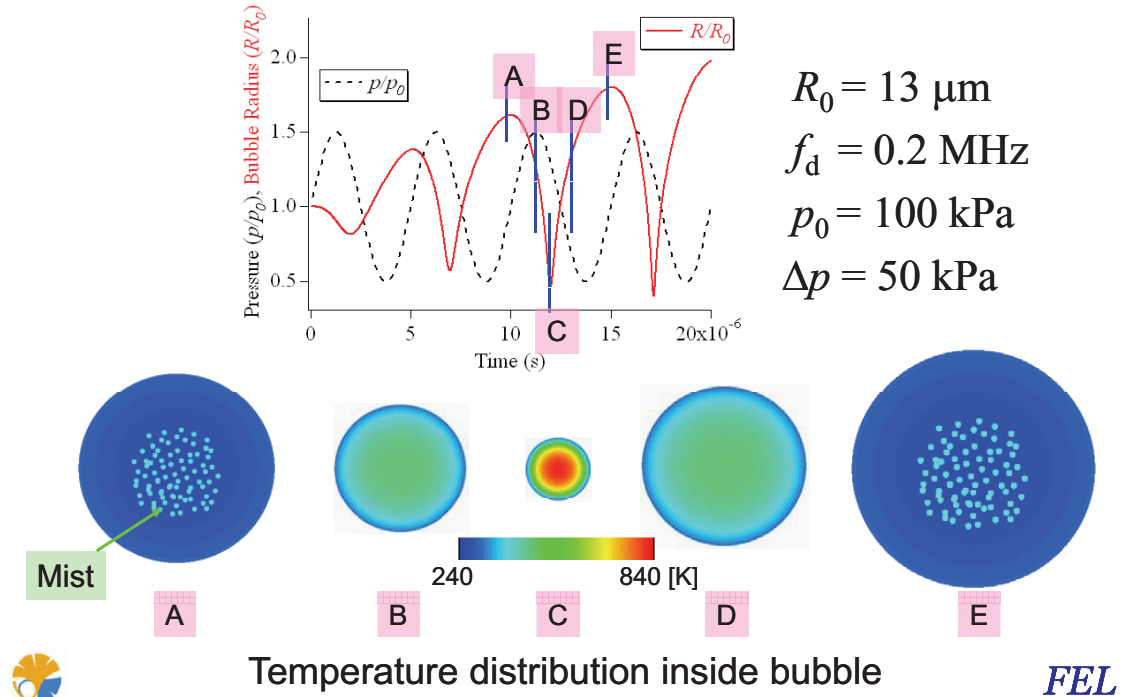 Pressure (p/p0), Bubble Radius (R/R0)
2.0
1.5
1.0
0.5
p/p0
R/R0
A
B
C
D
E
0
5
10
15
20x10-6
Time (s)
R0 = 13 μm
fd = 0.2 MHz
p0 = 100 kPa
Δp = 50 kPa
Mist
240
840 [K]
A
B
C
D
E
Temperature distribution inside bubble
FEL